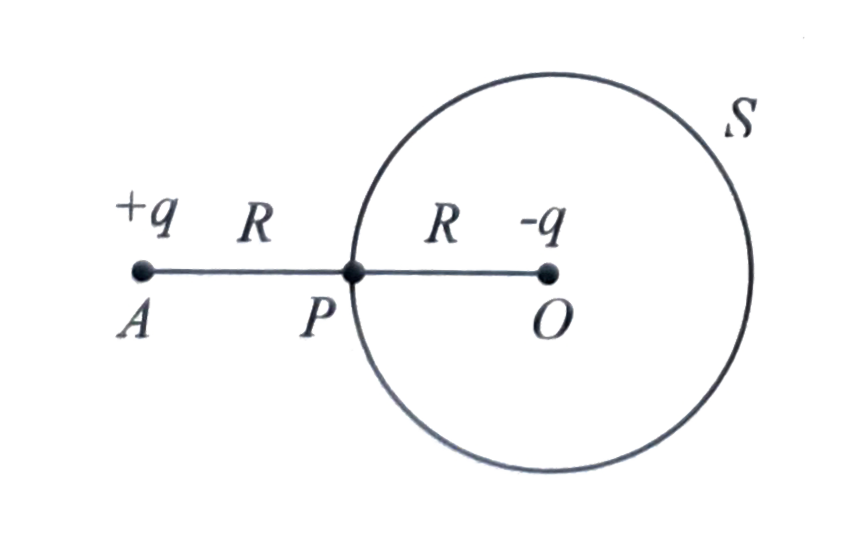 S
+q R R -q
A P O